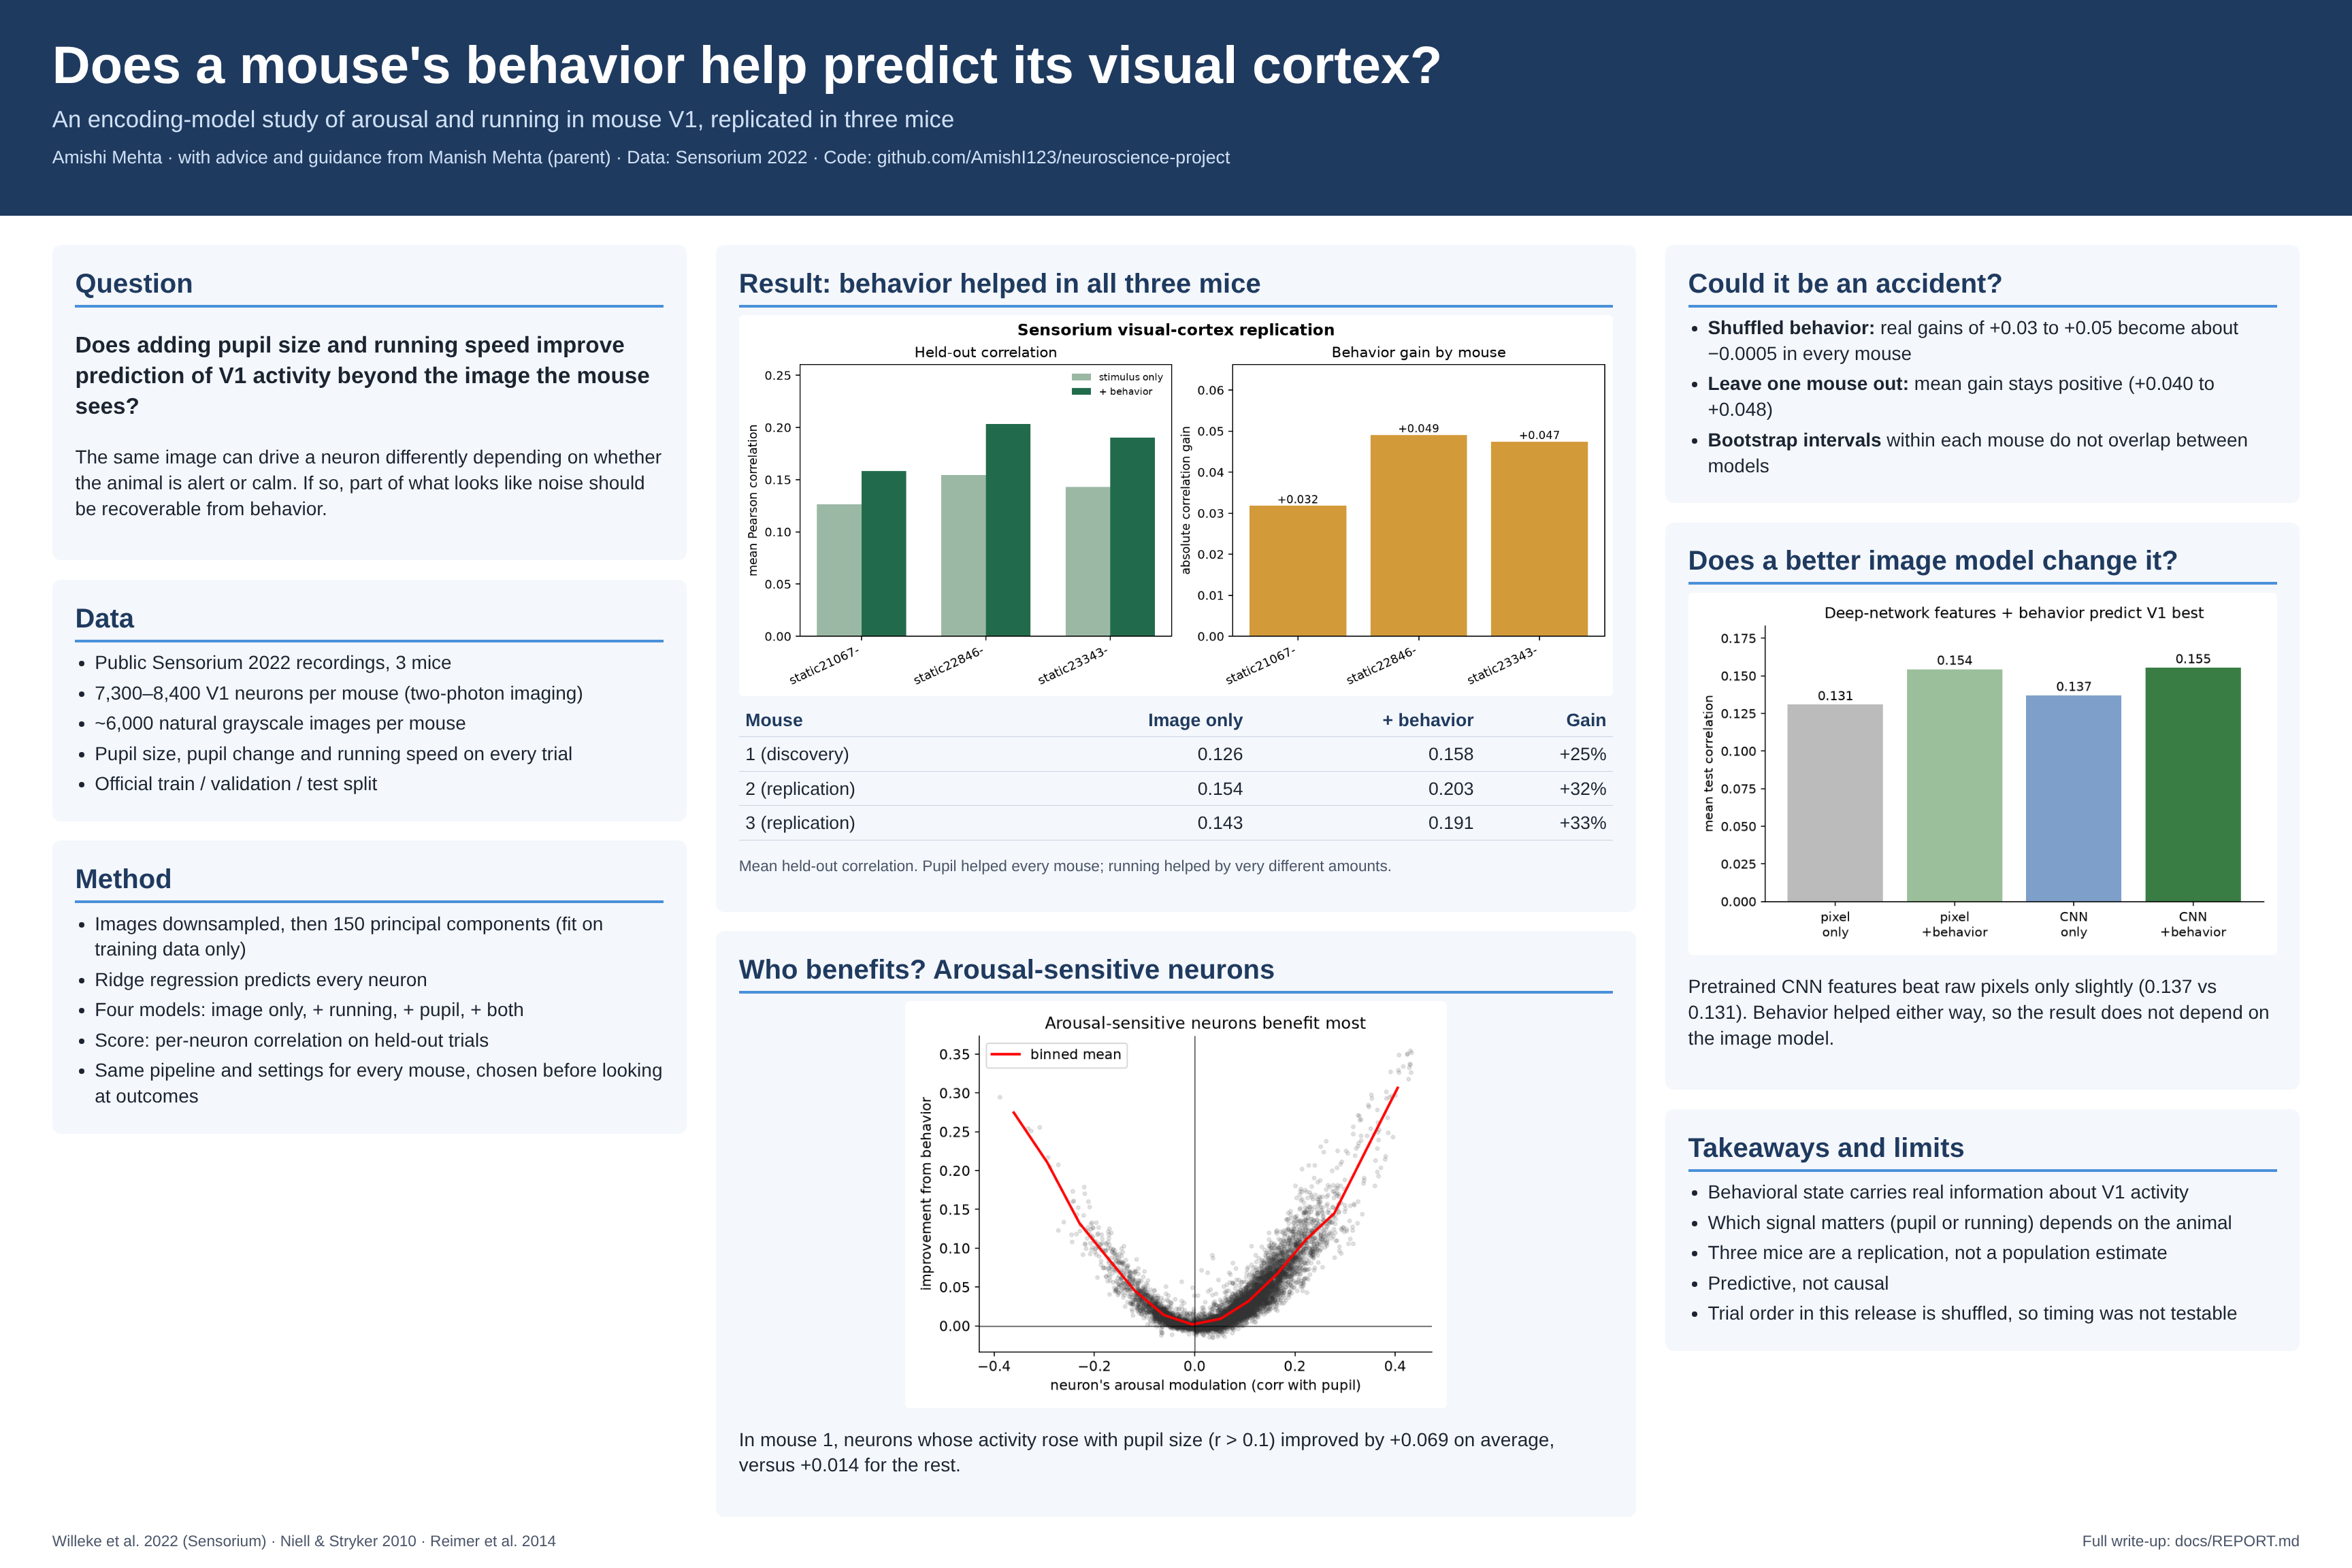 Does a mouse's behavior help predict its visual cortex?
An encoding-model study of arousal and running in mouse V1, replicated in three mice
Amishi Mehta · with advice and guidance from Manish Mehta (parent) · Data: Sensorium 2022 · Code: github.com/AmishI123/neuroscience-project
Question
Does adding pupil size and running speed improve
prediction of V1 activity beyond the image the mouse
sees?
The same image can drive a neuron differently depending on whether
the animal is alert or calm. If so, part of what looks like noise should
be recoverable from behavior.
Data
• Public Sensorium 2022 recordings, 3 mice
• 7,300–8,400 V1 neurons per mouse (two-photon imaging)
• ~6,000 natural grayscale images per mouse
• Pupil size, pupil change and running speed on every trial
• Official train / validation / test split
Method
• Images downsampled, then 150 principal components (fit on
training data only)
• Ridge regression predicts every neuron
• Four models: image only, + running, + pupil, + both
• Score: per-neuron correlation on held-out trials
• Same pipeline and settings for every mouse, chosen before looking
at outcomes
Result: behavior helped in all three mice
Sensorium visual-cortex replication
Held-out correlation
mean Pearson correlation
0.25
0.20
0.15
0.10
0.05
0.00
stimulus only
+ behavior
static21067-
static22846-
static23343-
Behavior gain by mouse
absolute correlation gain
0.06
0.05
0.04
0.03
0.02
0.01
0.00
+0.032
+0.049
+0.047
static21067-
static22846-
static23343-
Mouse Image only + behavior Gain
1 (discovery) 0.126 0.158 +25%
2 (replication) 0.154 0.203 +32%
3 (replication) 0.143 0.191 +33%
Mean held-out correlation. Pupil helped every mouse; running helped by very different amounts.
Who benefits? Arousal-sensitive neurons
Arousal-sensitive neurons benefit most
binned mean
improvement from behavior
0.35
0.30
0.25
0.20
0.15
0.10
0.05
0.00
−0.4 −0.2 0.0 0.2 0.4
neuron's arousal modulation (corr with pupil)
In mouse 1, neurons whose activity rose with pupil size (r > 0.1) improved by +0.069 on average,
versus +0.014 for the rest.
Could it be an accident?
• Shuffled behavior: real gains of +0.03 to +0.05 become about
−0.0005 in every mouse
• Leave one mouse out: mean gain stays positive (+0.040 to
+0.048)
• Bootstrap intervals within each mouse do not overlap between
models
Does a better image model change it?
Deep-network features + behavior predict V1 best
mean test correlation
0.175
0.150
0.125
0.100
0.075
0.050
0.025
0.000
0.131
0.154
0.137
0.155
pixel
only
pixel
+behavior
CNN
only
CNN
+behavior
Pretrained CNN features beat raw pixels only slightly (0.137 vs
0.131). Behavior helped either way, so the result does not depend on
the image model.
Takeaways and limits
• Behavioral state carries real information about V1 activity
• Which signal matters (pupil or running) depends on the animal
• Three mice are a replication, not a population estimate
• Predictive, not causal
• Trial order in this release is shuffled, so timing was not testable
Willeke et al. 2022 (Sensorium) · Niell & Stryker 2010 · Reimer et al. 2014
Full write-up: docs/REPORT.md